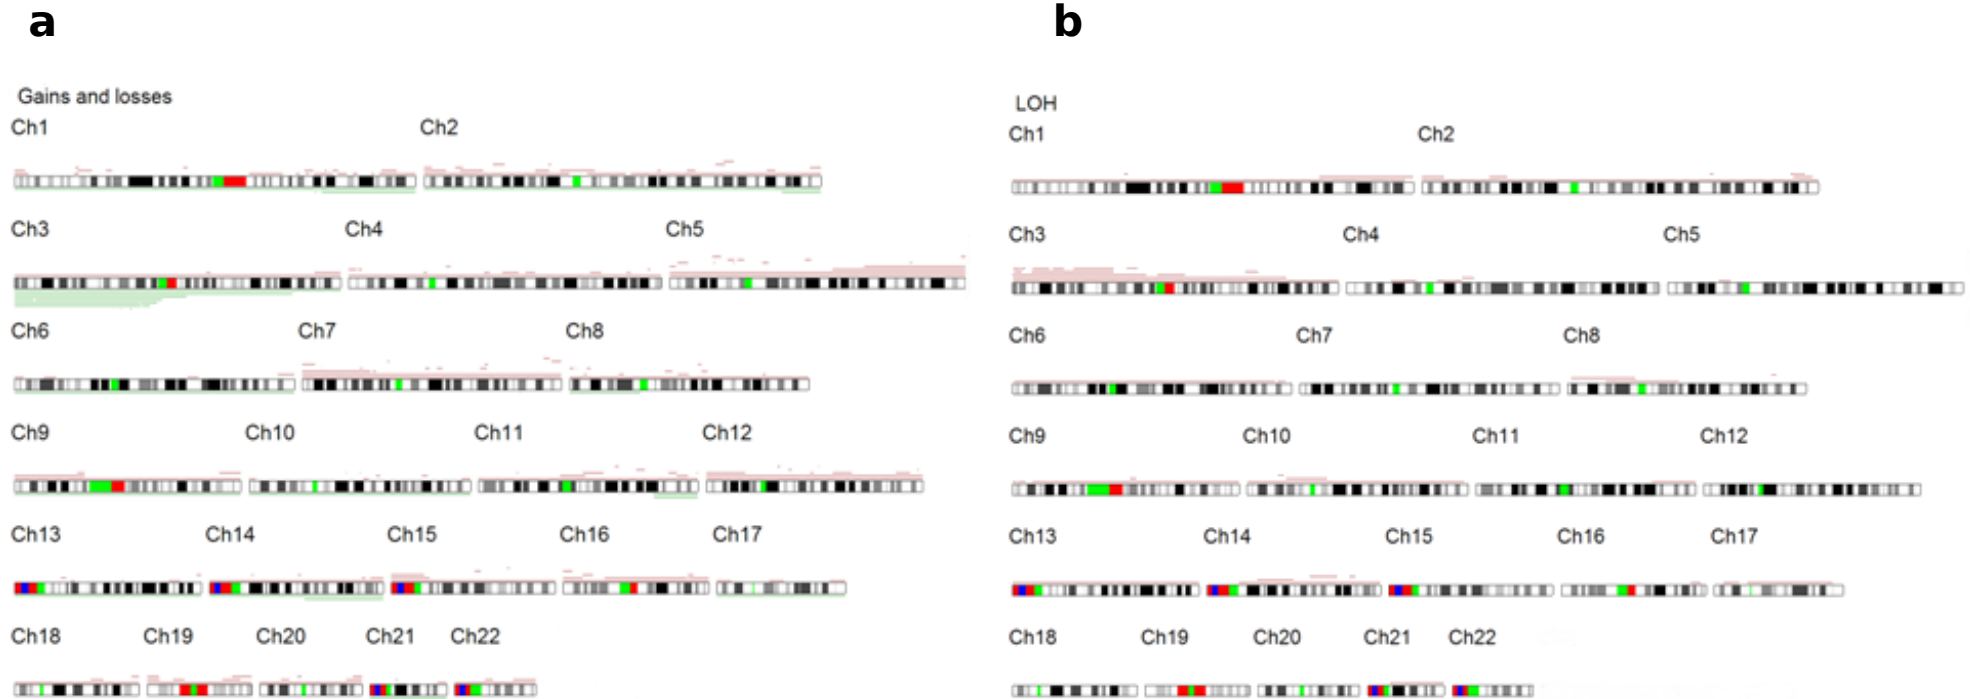 a
Gains and losses
Ch1 Ch2
Ch3 Ch4 Ch5
Ch6 Ch7 Ch8
Ch9 Ch10 Ch11 Ch12
Ch13 Ch14 Ch15 Ch16 Ch17
Ch18 Ch19 Ch20 Ch21 Ch22
b
LOH
Ch1 Ch2
Ch3 Ch4 Ch5
Ch6 Ch7 Ch8
Ch9 Ch10 Ch11 Ch12
Ch13 Ch14 Ch15 Ch16 Ch17
Ch18 Ch19 Ch20 Ch21 Ch22